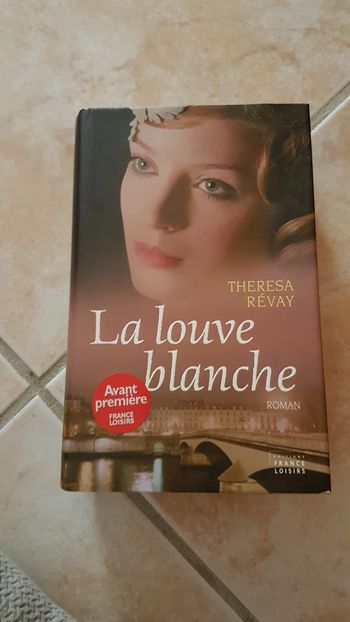 THERESA
RÉVAY
La louve
blanche
ROMAN
Avant
première
FRANCE
LOISIRS
ÉDITIONS
FRANCE
LOISIRS